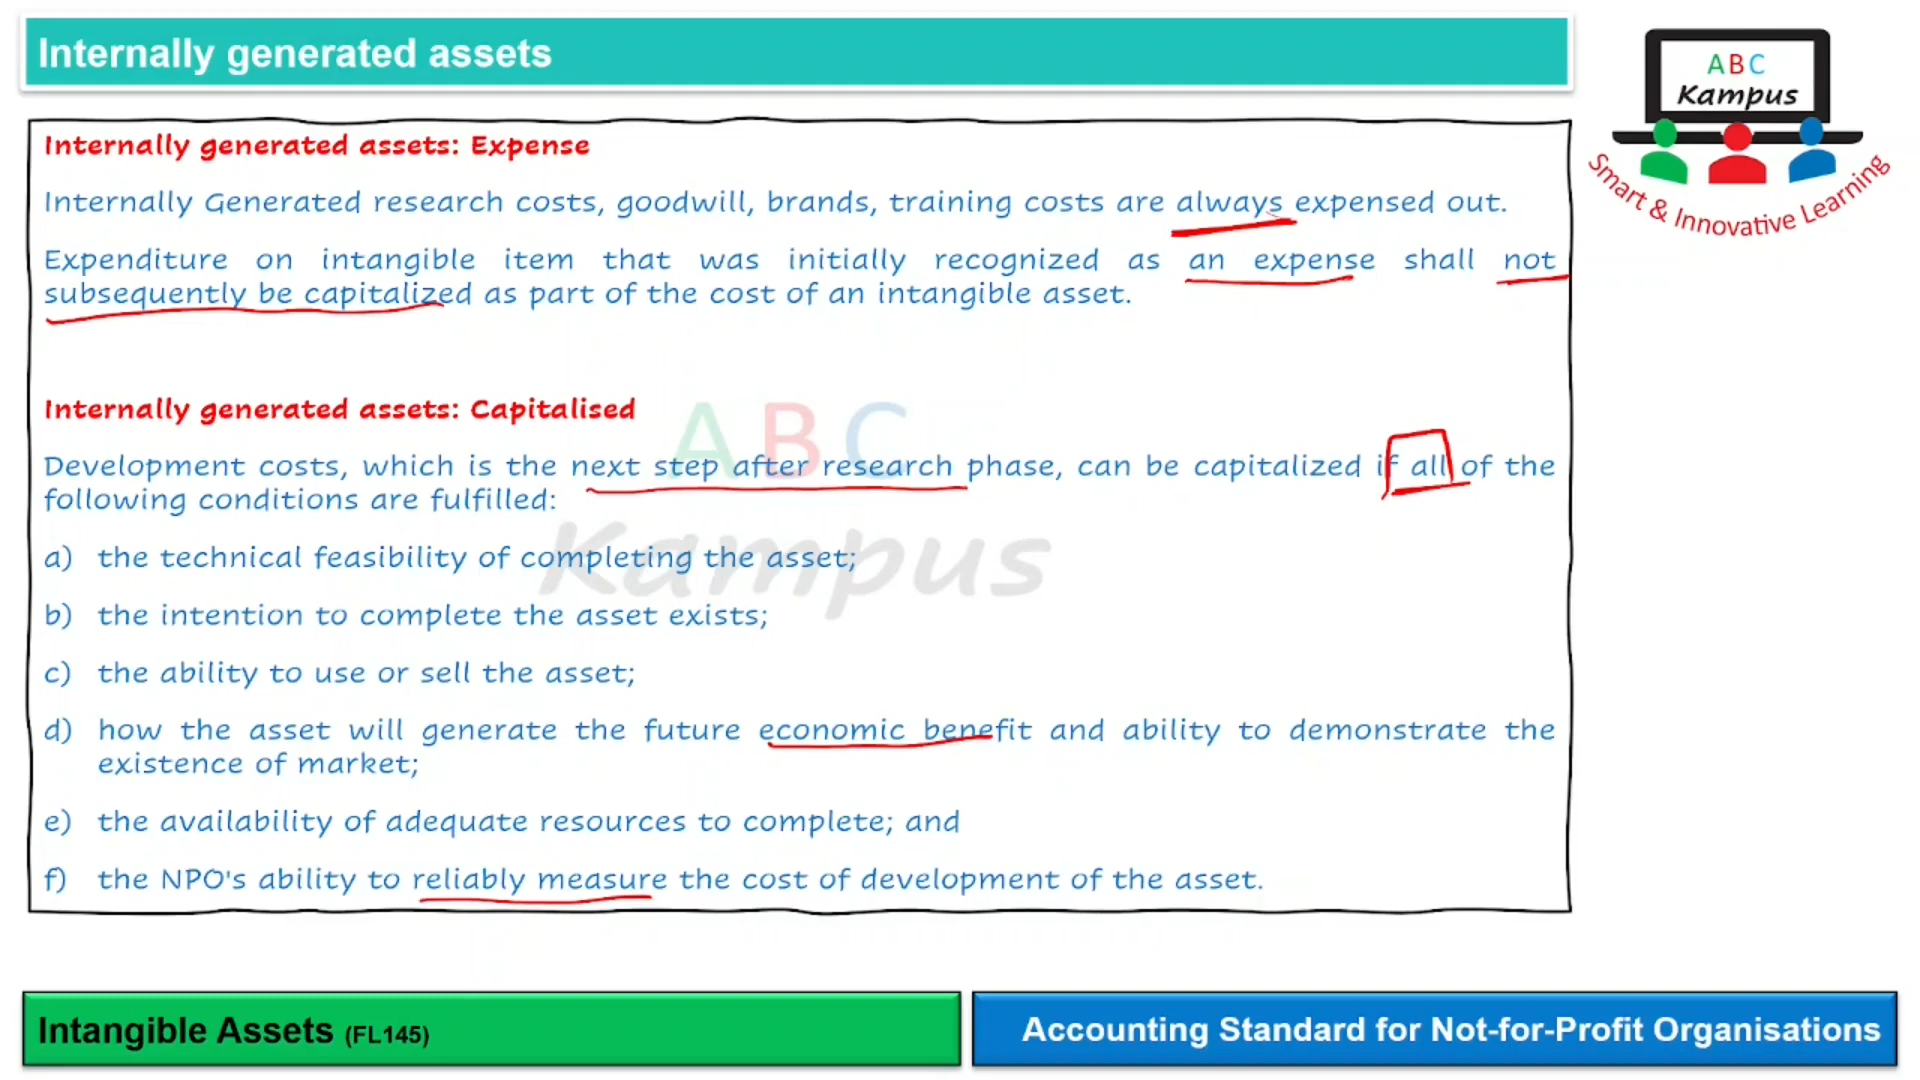 Internally generated assets
ABC
Kampus
Smart & Innovative Learning
Internally generated assets: Expense
Internally Generated research costs, goodwill, brands, training costs are always expensed out.
Expenditure on intangible item that was initially recognized as an expense shall not
subsequently be capitalized as part of the cost of an intangible asset.
Internally generated assets: Capitalised
Development costs, which is the next step after research phase, can be capitalized if all of the
following conditions are fulfilled:
a) the technical feasibility of completing the asset;
b) the intention to complete the asset exists;
c) the ability to use or sell the asset;
d) how the asset will generate the future economic benefit and ability to demonstrate the
existence of market;
e) the availability of adequate resources to complete; and
f) the NPO's ability to reliably measure the cost of development of the asset.
ABC
Kampus
Intangible Assets (FL145)
Accounting Standard for Not-for-Profit Organisations